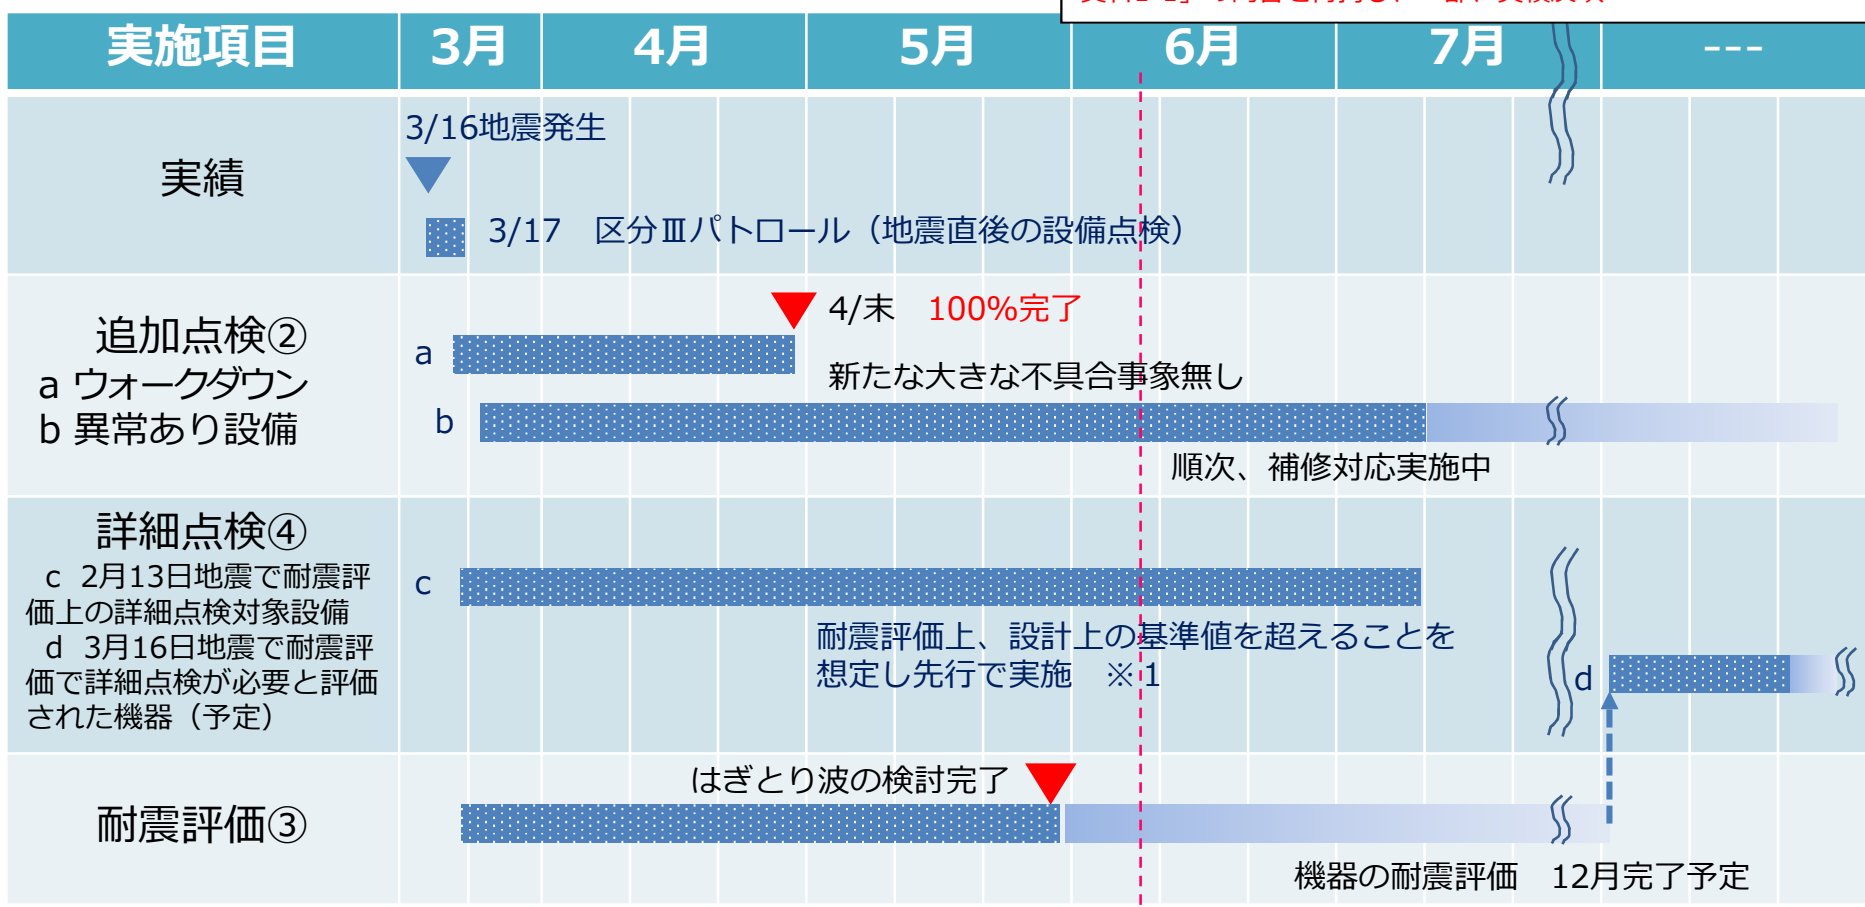 実施項目 3月 4月 5月 6月 7月 ---
実績
3/16地震発生
3/17 区分Ⅲパトロール（地震直後の設備点検）
追加点検②
a ウォークダウン
b 異常あり設備
4/末 100%完了
a
新たな大きな不具合事象無し
b
順次、補修対応実施中
詳細点検④
c 2月13日地震で耐震評
価上の詳細点検対象設備
d 3月16日地震で耐震評
価で詳細点検が必要と評価
された機器（予定）
c
耐震評価上、設計上の基準値を超えることを
想定し先行で実施 ※１
d
耐震評価③
はぎとり波の検討完了
機器の耐震評価 12月完了予定